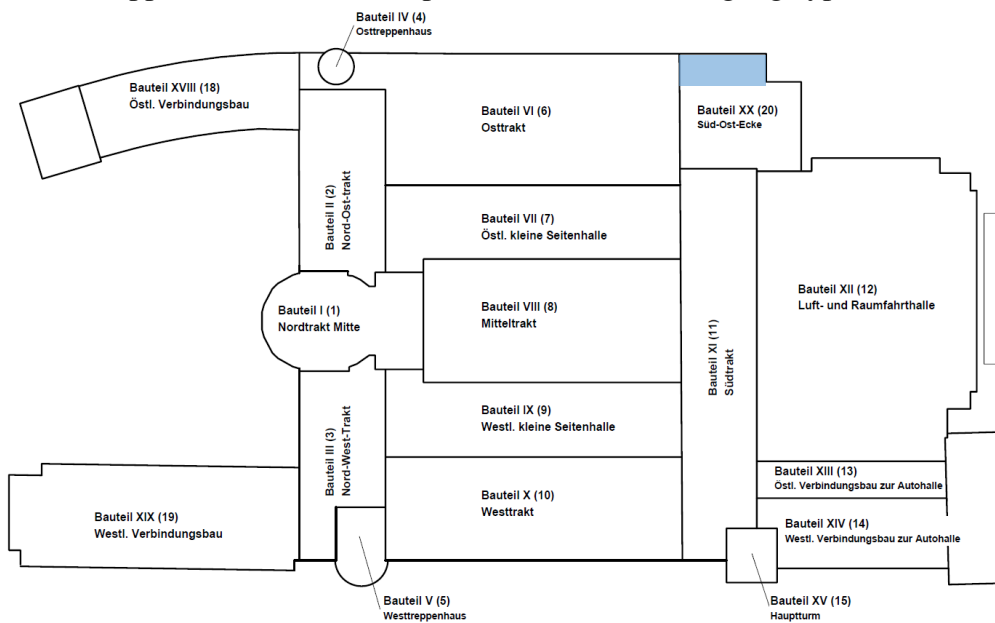 Bauteil IV (4)
Osttreppenhaus
Bauteil XVIII (18)
Östl. Verbindungsbau
Bauteil VI (6)
Osttrakt
Bauteil XX (20)
Süd-Ost-Ecke
Bauteil II (2)
Nord-Ost-trakt
Bauteil VII (7)
Östl. kleine Seitenhalle
Bauteil XII (12)
Luft- und Raumfahrthalle
Bauteil I (1)
Nordtrakt Mitte
Bauteil VIII (8)
Mitteltrakt
Bauteil XI (11)
Südtrakt
Bauteil III (3)
Nord-West-Trakt
Bauteil IX (9)
Westl. kleine Seitenhalle
Bauteil XIII (13)
Östl. Verbindungsbau zur Autohalle
Bauteil XIX (19)
Westl. Verbindungsbau
Bauteil X (10)
Westtrakt
Bauteil XIV (14)
Westl. Verbindungsbau zur Autohalle
Bauteil V (5)
Westtreppenhaus
Bauteil XV (15)
Hauptturm